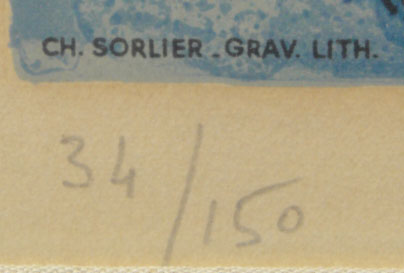 CH. SORLIER - GRAV. LITH.
34/150